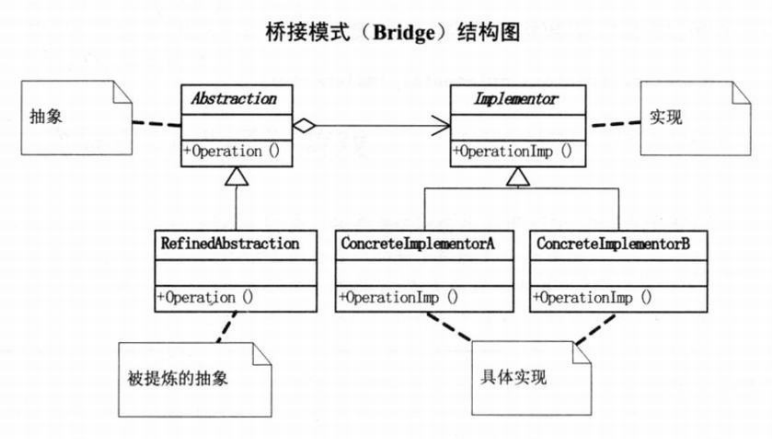 桥接模式（Bridge）结构图
抽象
Abstraction
+Operation ()
Implementor
+OperationImp ()
实现
RefinedAbstraction
+Operation ()
ConcreteImplementorA
+OperationImp ()
ConcreteImplementorB
+OperationImp ()
被提炼的抽象
具体实现